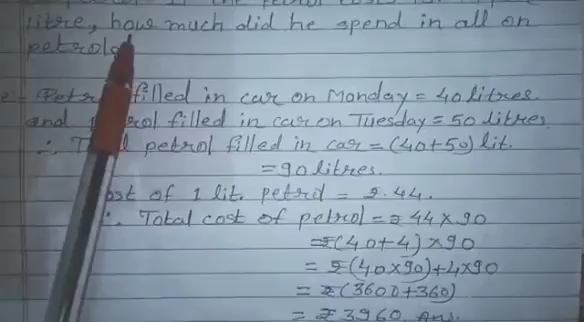 litre, how much did he spend in all on
petrol
filled in car on Monday = 40 litres.
and filled in car on Tuesday = 50 litres
∴ petrol filled in car = (40+50) lit.
= 90 litres.
of 1 lit. petrol = ₹.44.
∴ Total cost of petrol = ₹ 44 × 90
= ₹(40+4) × 90
= ₹(40×90)+4×90
= ₹(3600+360)
= ₹3960 Ans.